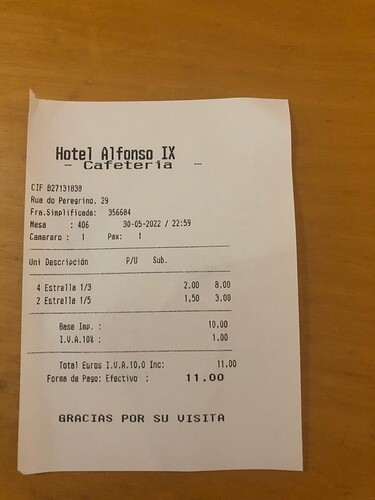 Hotel Alfonso IX
- Cafeteria -
CIF B27131838
Rua do Peregrino, 29
Fra.Simplificada: 356684
Mesa : 406 30-05-2022 / 22:59
Camarero : 1 Pax: 1
Uni Descripción P/U Sub.
4 Estrella 1/3 2.00 8.00
2 Estrella 1/5 1,50 3,00
Base Imp. : 10.00
I.V.A.10% : 1.00
Total Euros I.V.A.10,0 Inc: 11.00
Forma de Pago: Efectivo : 11.00
GRACIAS POR SU VISITA